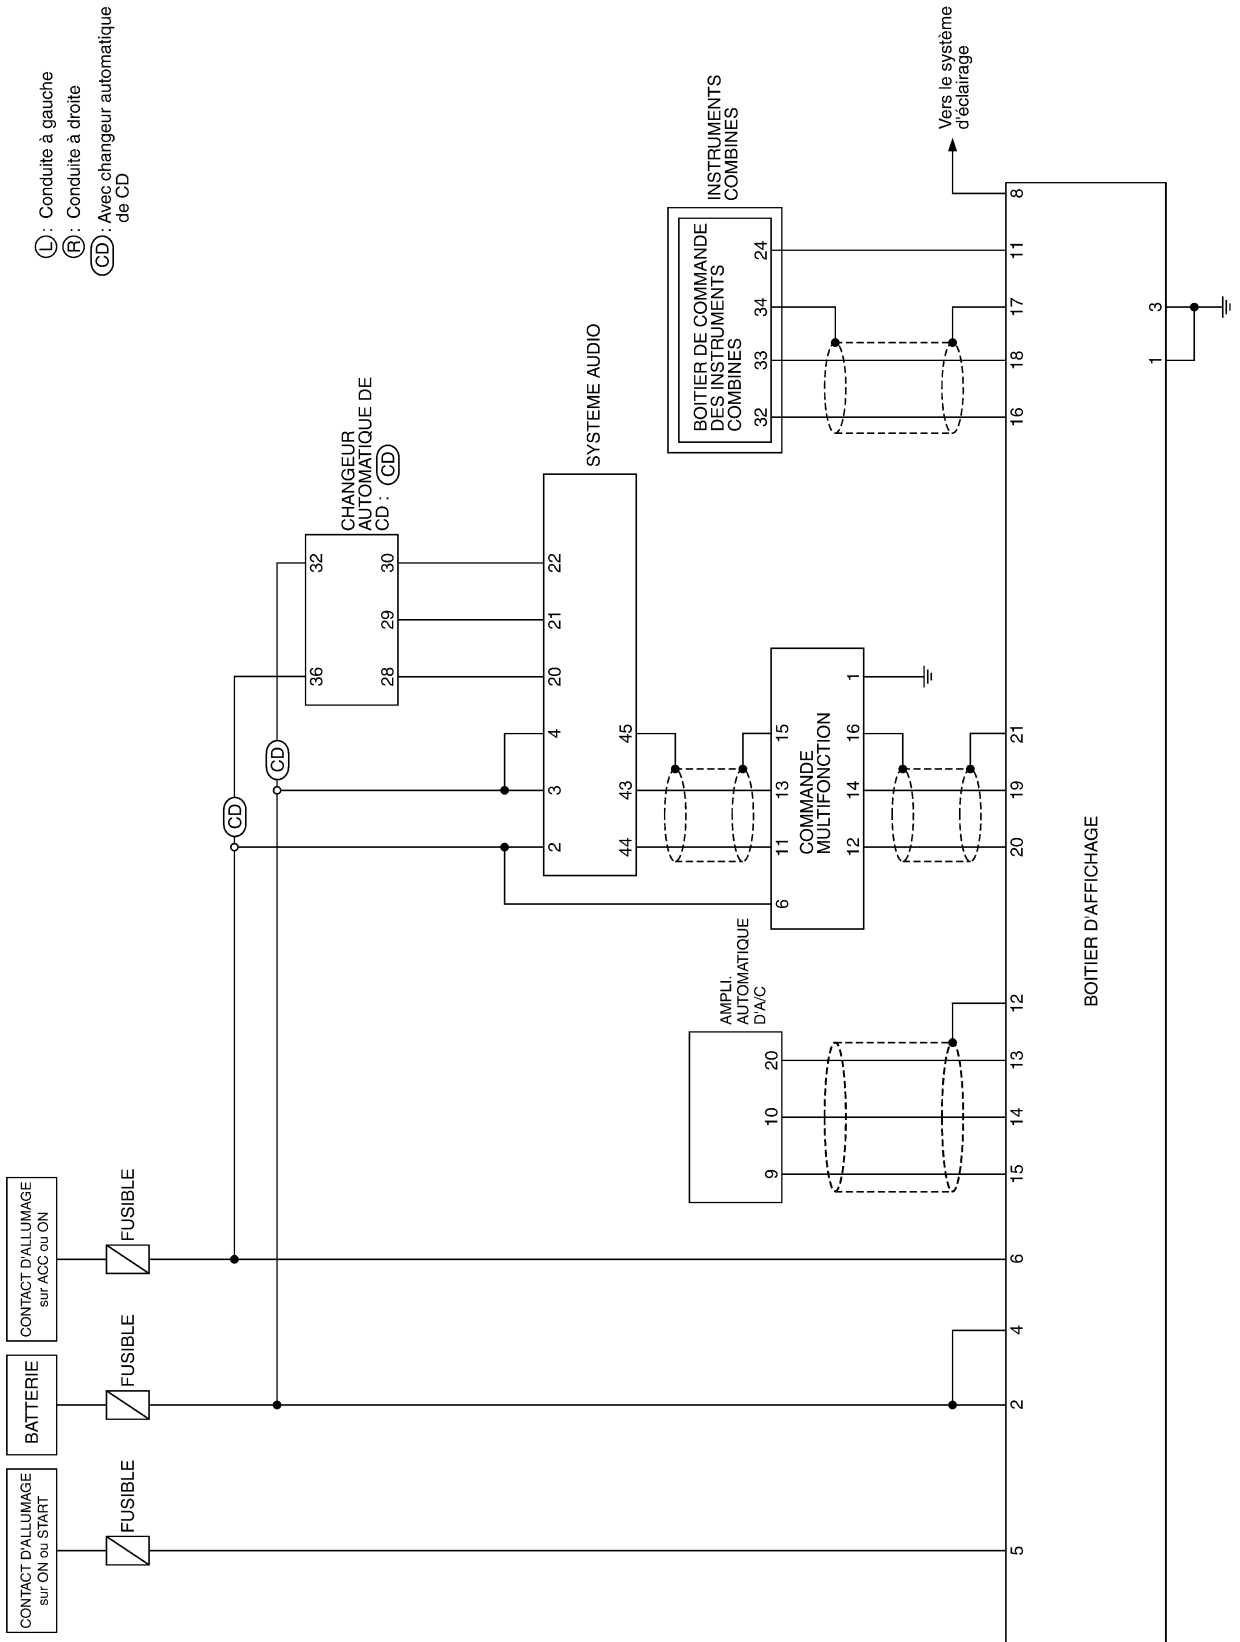 Ⓛ : Conduite à gauche
Ⓡ : Conduite à droite
CD : Avec changeur automatique
de CD
CONTACT D'ALLUMAGE
sur ON ou START
BATTERIE
CONTACT D'ALLUMAGE
sur ACC ou ON
FUSIBLE
FUSIBLE
FUSIBLE
CD
CD
CHANGEUR
AUTOMATIQUE DE
CD : CD
36
32
28
29
30
SYSTEME AUDIO
2
3
4
20
21
22
44
43
45
INSTRUMENTS
COMBINES
BOITIER DE COMMANDE
DES INSTRUMENTS
COMBINES
32
33
34
24
AMPLI.
AUTOMATIQUE
D'A/C
9
10
20
6
11
13
15
COMMANDE
MULTIFONCTION
12
14
16
1
Vers le système
d'éclairage
5
2
4
6
15
14
13
12
20
19
21
16
18
17
11
8
BOITIER D'AFFICHAGE
1
3